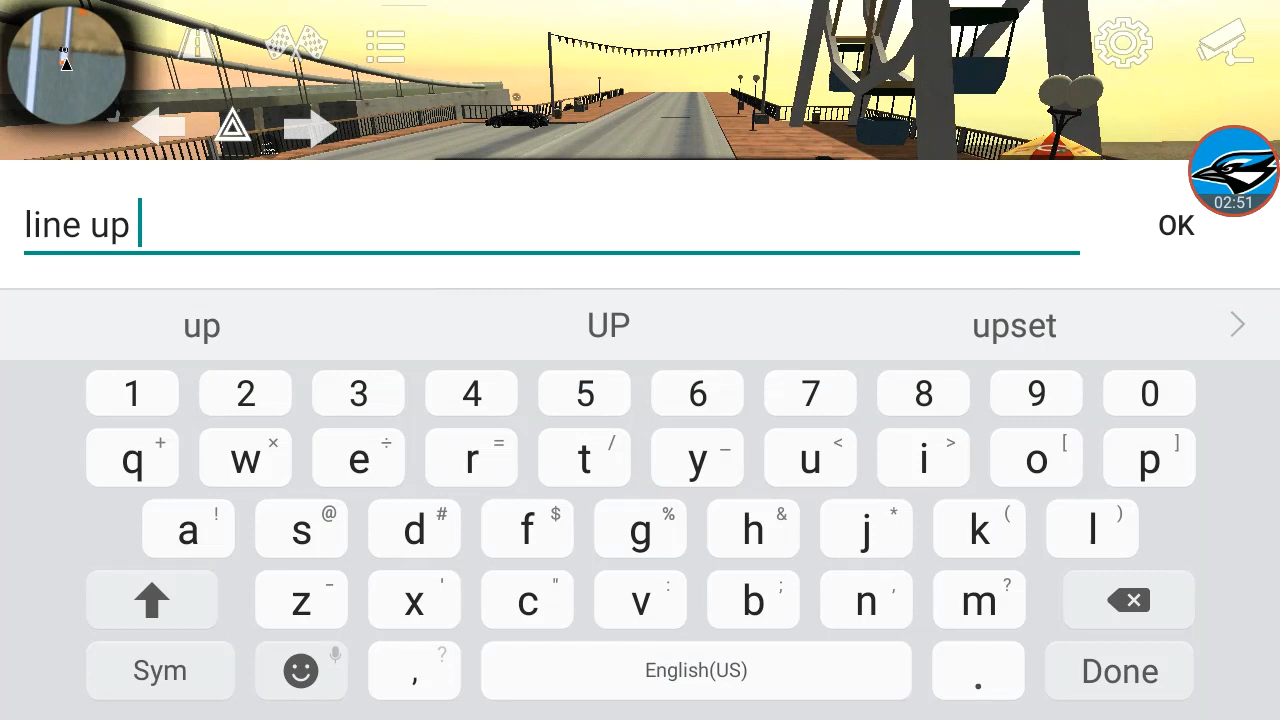 02:51
line up
OK
up UP upset
1 2 3 4 5 6 7 8 9 0
q + w × e ÷ r = t / y _ u < i > o [ p ]
a ! s @ d # f $ g % h & j * k ( l )
z - x ' c " v : b ; n , m ?
Sym , ? English(US) . Done